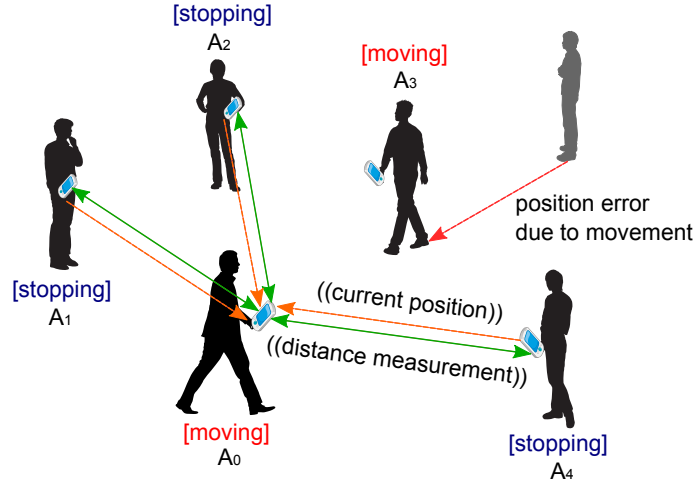 [stopping]
A2
[moving]
A3
position error
due to movement
[stopping]
A1
((current position))
((distance measurement))
[moving]
A0
[stopping]
A4